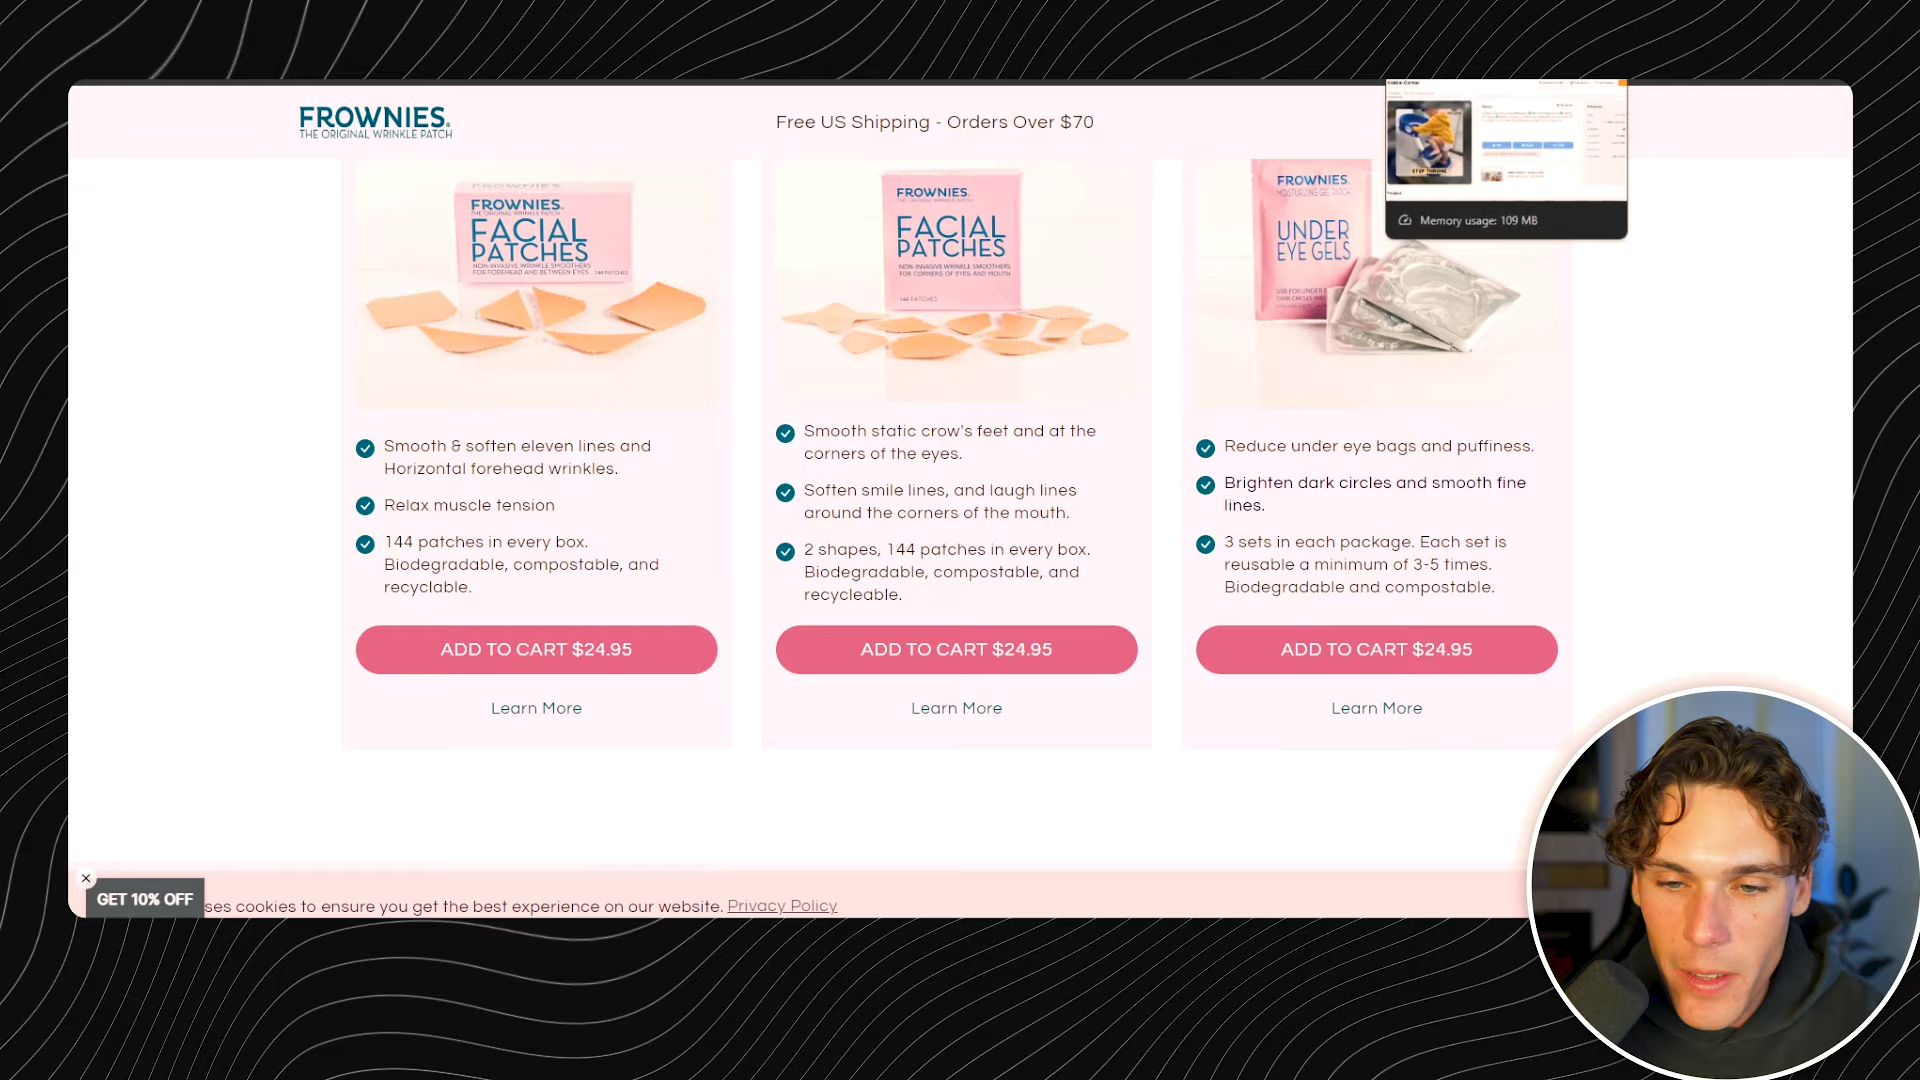 FROWNIES®
THE ORIGINAL WRINKLE PATCH
Free US Shipping - Orders Over $70
STEP THRONE
Memory usage: 109 MB
FROWNIES.
THE ORIGINAL WRINKLE PATCH
FACIAL
PATCHES
NON-INVASIVE WRINKLE SMOOTHERS
FOR FOREHEAD AND BETWEEN EYES
144 PATCHES
Smooth & soften eleven lines and
Horizontal forehead wrinkles.
Relax muscle tension
144 patches in every box.
Biodegradable, compostable, and
recyclable.
ADD TO CART $24.95
Learn More
FROWNIES.
THE ORIGINAL WRINKLE PATCH
FACIAL
PATCHES
NON-INVASIVE WRINKLE SMOOTHERS
FOR CORNERS OF EYES AND MOUTH
144 PATCHES
Smooth static crow's feet and at the
corners of the eyes.
Soften smile lines, and laugh lines
around the corners of the mouth.
2 shapes, 144 patches in every box.
Biodegradable, compostable, and
recycleable.
ADD TO CART $24.95
Learn More
FROWNIES.
MOISTURIZING GEL PATCH
UNDER
EYE GELS
USE FOR UNDER
DARK CIRCLES AND
Reduce under eye bags and puffiness.
Brighten dark circles and smooth fine
lines.
3 sets in each package. Each set is
reusable a minimum of 3-5 times.
Biodegradable and compostable.
ADD TO CART $24.95
Learn More
GET 10% OFF
ses cookies to ensure you get the best experience on our website. Privacy Policy